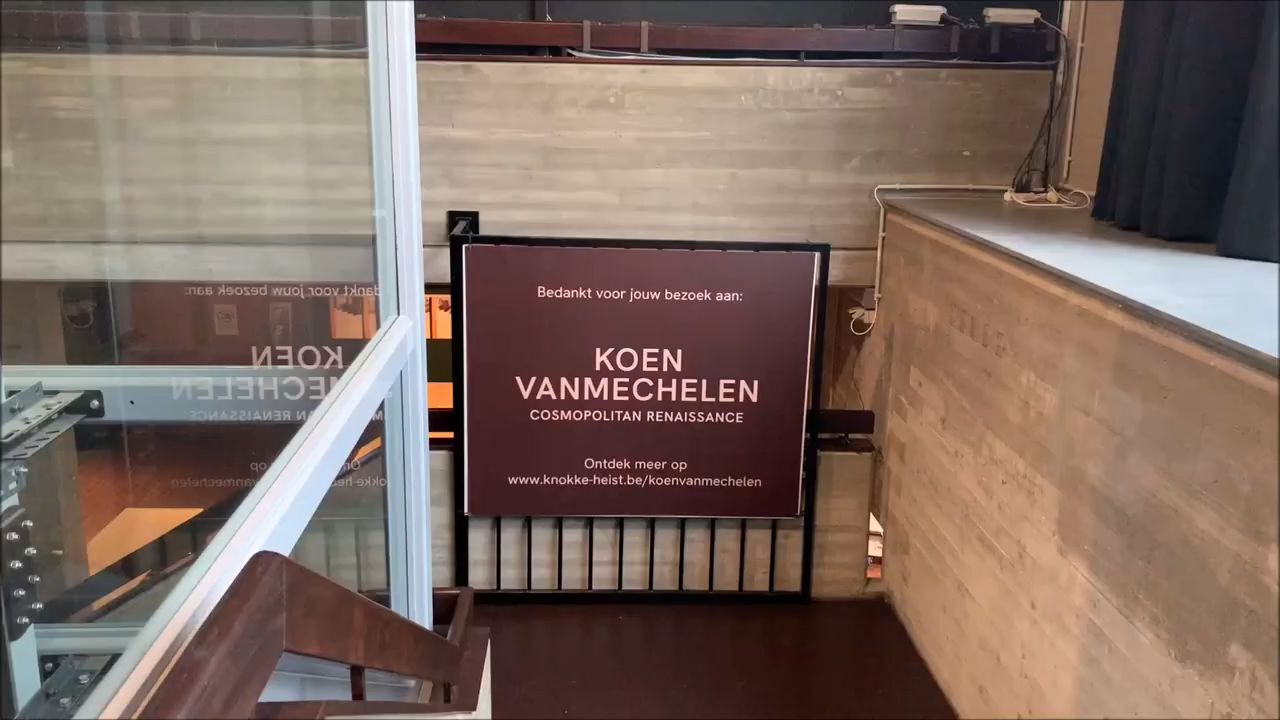 Bedankt voor jouw bezoek aan:
KOEN
VANMECHELEN
COSMOPOLITAN RENAISSANCE
Ontdek meer op
www.knokke-heist.be/koenvanmechelen